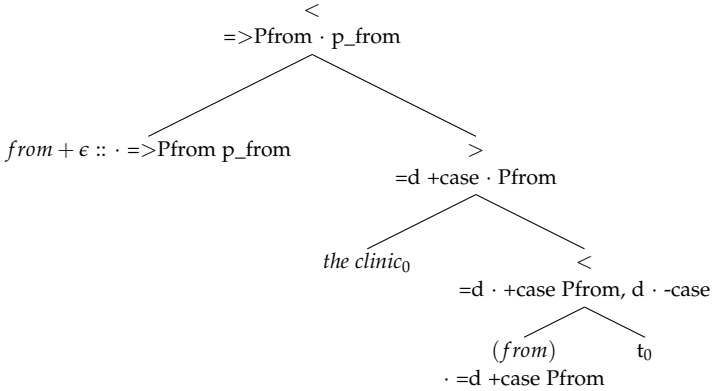 <
=>Pfrom · p_from
from + ϵ :: · =>Pfrom p_from
>
=d +case · Pfrom
the clinic₀
<
=d · +case Pfrom, d · -case
(from)
t₀
· =d +case Pfrom